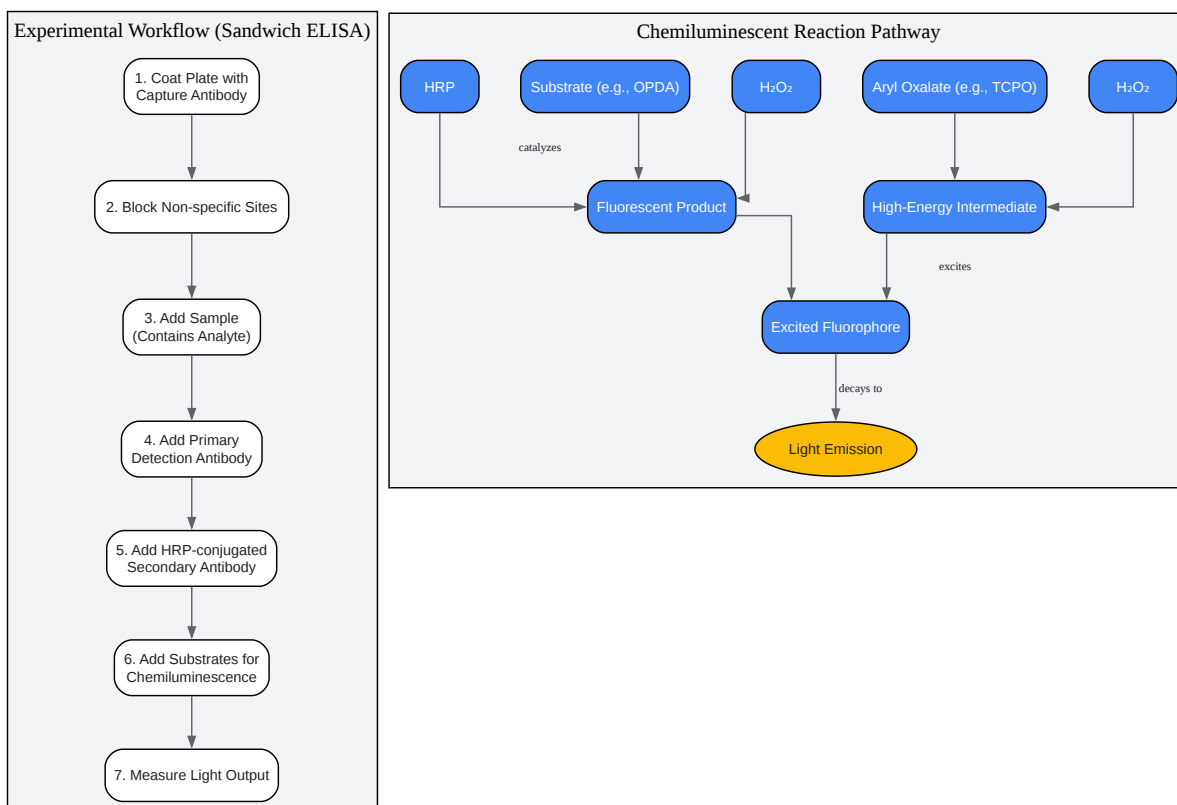 Experimental Workflow (Sandwich ELISA)
1. Coat Plate with
Capture Antibody
2. Block Non-specific Sites
3. Add Sample
(Contains Analyte)
4. Add Primary
Detection Antibody
5. Add HRP-conjugated
Secondary Antibody
6. Add Substrates for
Chemiluminescence
7. Measure Light Output
Chemiluminescent Reaction Pathway
HRP
Substrate (e.g., OPDA)
H₂O₂
Aryl Oxalate (e.g., TCPO)
H₂O₂
catalyzes
Fluorescent Product
High-Energy Intermediate
excites
Excited Fluorophore
decays to
Light Emission